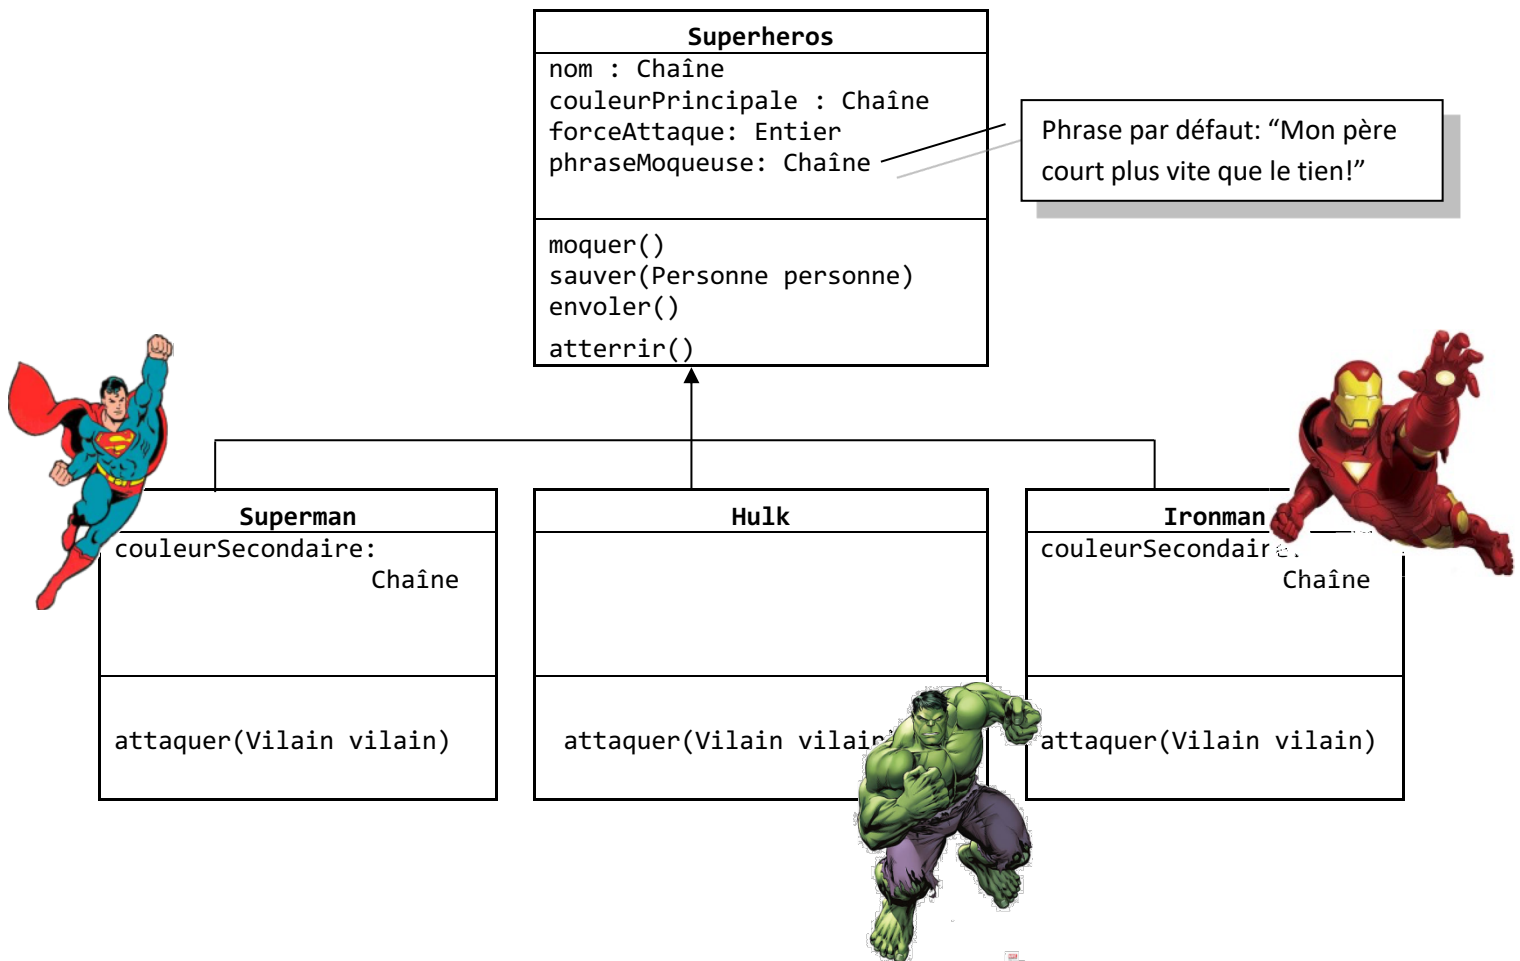 Superheros
nom : Chaîne
couleurPrincipale : Chaîne
forceAttaque: Entier
phraseMoqueuse: Chaîne
Phrase par défaut: “Mon père
court plus vite que le tien!”
moquer()
sauver(Personne personne)
envoler()
atterrir()
Superman
couleurSecondaire:
Chaîne
attaquer(Vilain vilain)
Hulk
attaquer(Vilain vilain
Ironman
couleurSecondaire
Chaîne
attaquer(Vilain vilain)